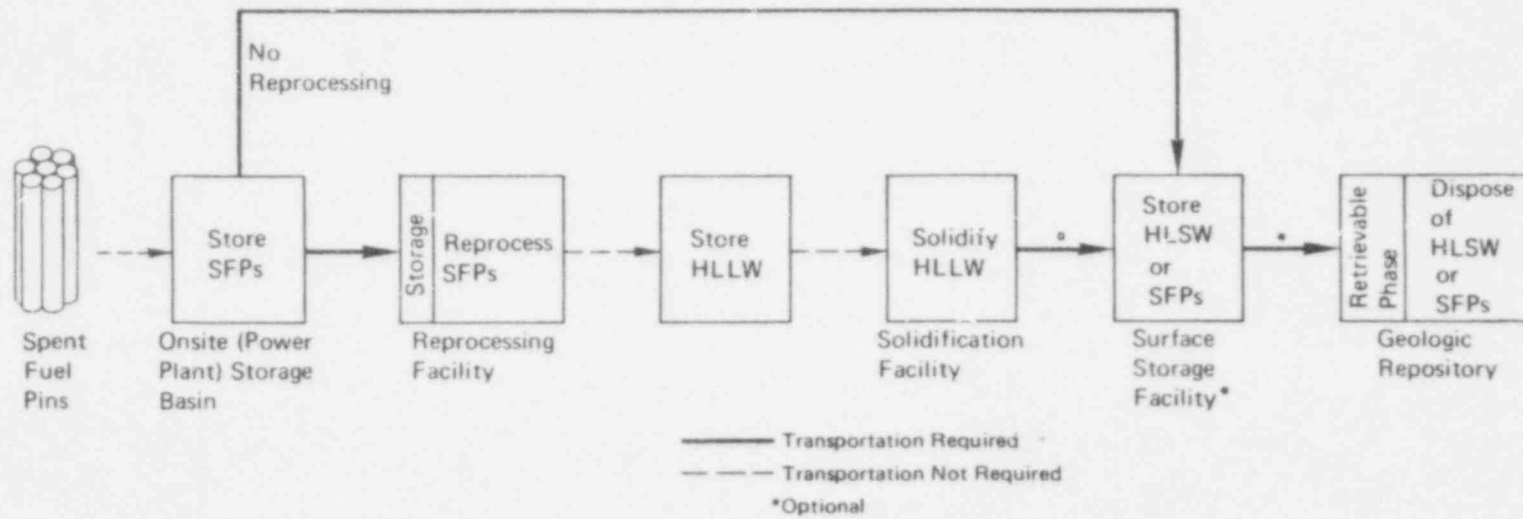 No
Reprocessing
Store
SFPs
Storage
Reprocess
SFPs
Store
HLLW
Solidify
HLLW
Store
HLSW
or
SFPs
Retrievable
Phase
Dispose
of
HLSW
or
SFPs
Spent
Fuel
Pins
Onsite (Power
Plant) Storage
Basin
Reprocessing
Facility
Solidification
Facility
Surface
Storage
Facility*
Geologic
Repository
Transportation Required
Transportation Not Required
*Optional